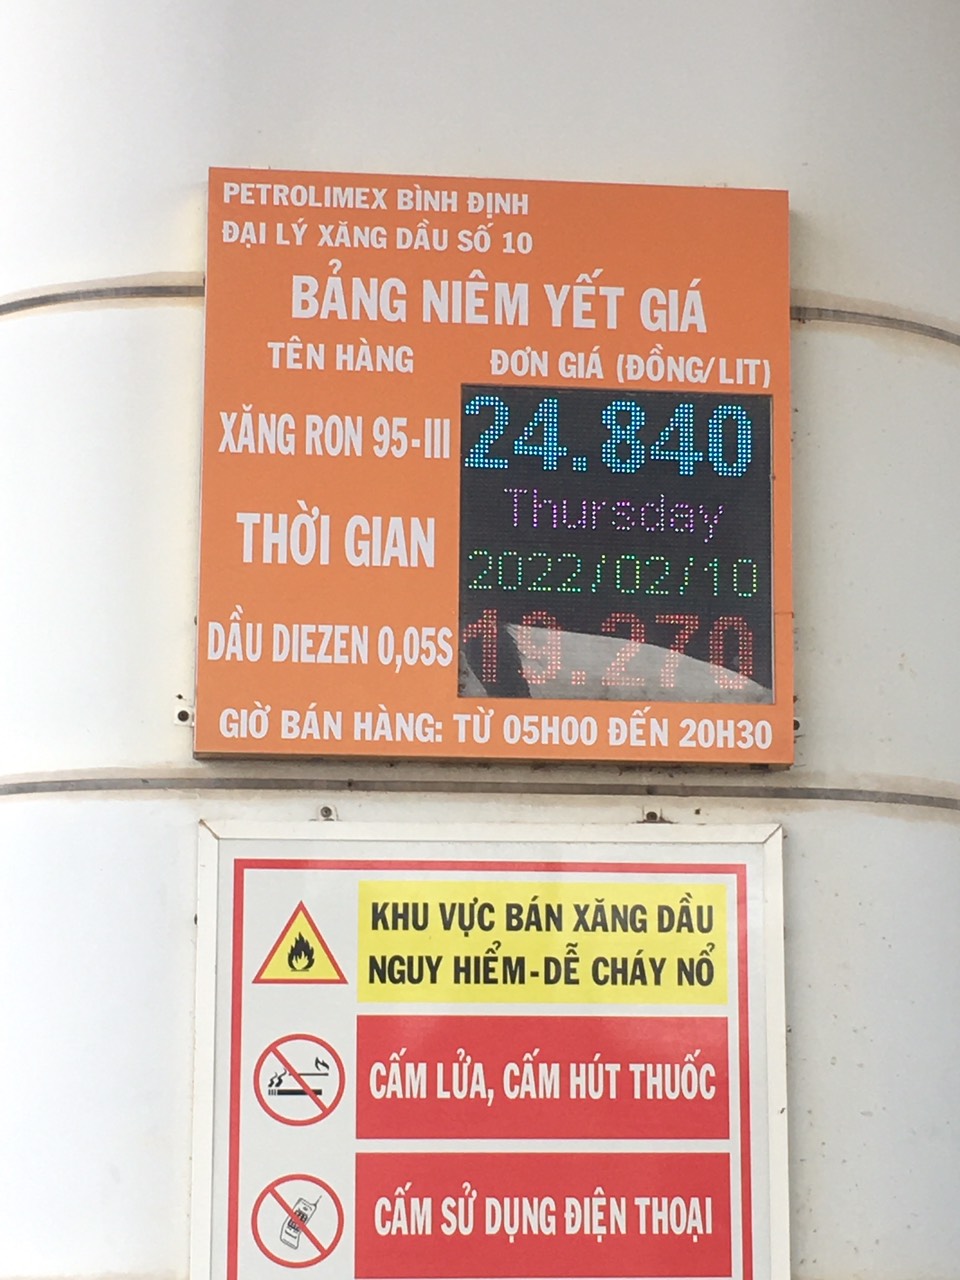 PETROLIMEX BÌNH ĐỊNH
ĐẠI LÝ XĂNG DẦU SỐ 10
BẢNG NIÊM YẾT GIÁ
TÊN HÀNG ĐƠN GIÁ (ĐỒNG/LIT)
XĂNG RON 95-III 24.840
Thursday
THỜI GIAN
2022/02/10
DẦU DIEZEN 0,05S 19.270
GIỜ BÁN HÀNG: TỪ 05H00 ĐẾN 20H30
KHU VỰC BÁN XĂNG DẦU
NGUY HIỂM-DỄ CHÁY NỔ
CẤM LỬA, CẤM HÚT THUỐC
CẤM SỬ DỤNG ĐIỆN THOẠI